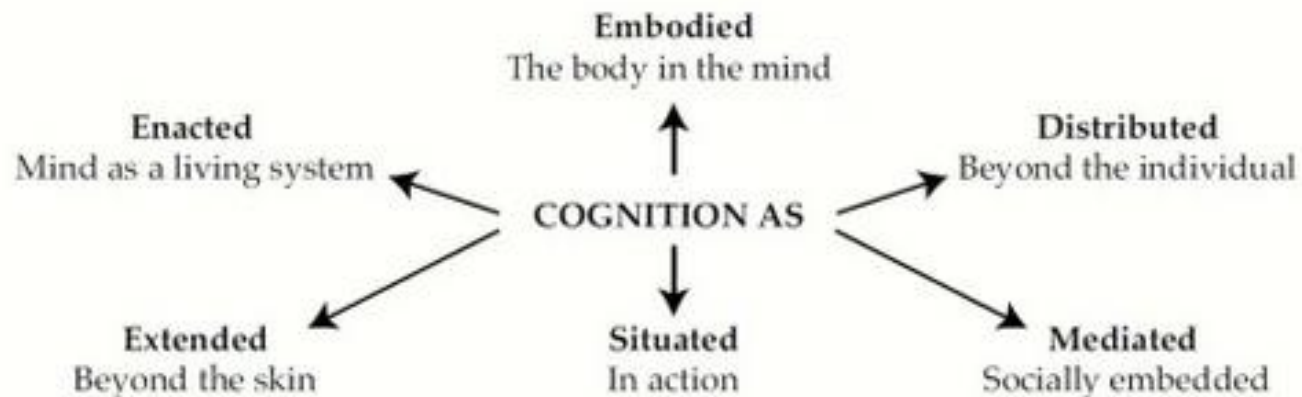 Embodied
The body in the mind
Enacted
Mind as a living system
Distributed
Beyond the individual
COGNITION AS
Extended
Beyond the skin
Situated
In action
Mediated
Socially embedded